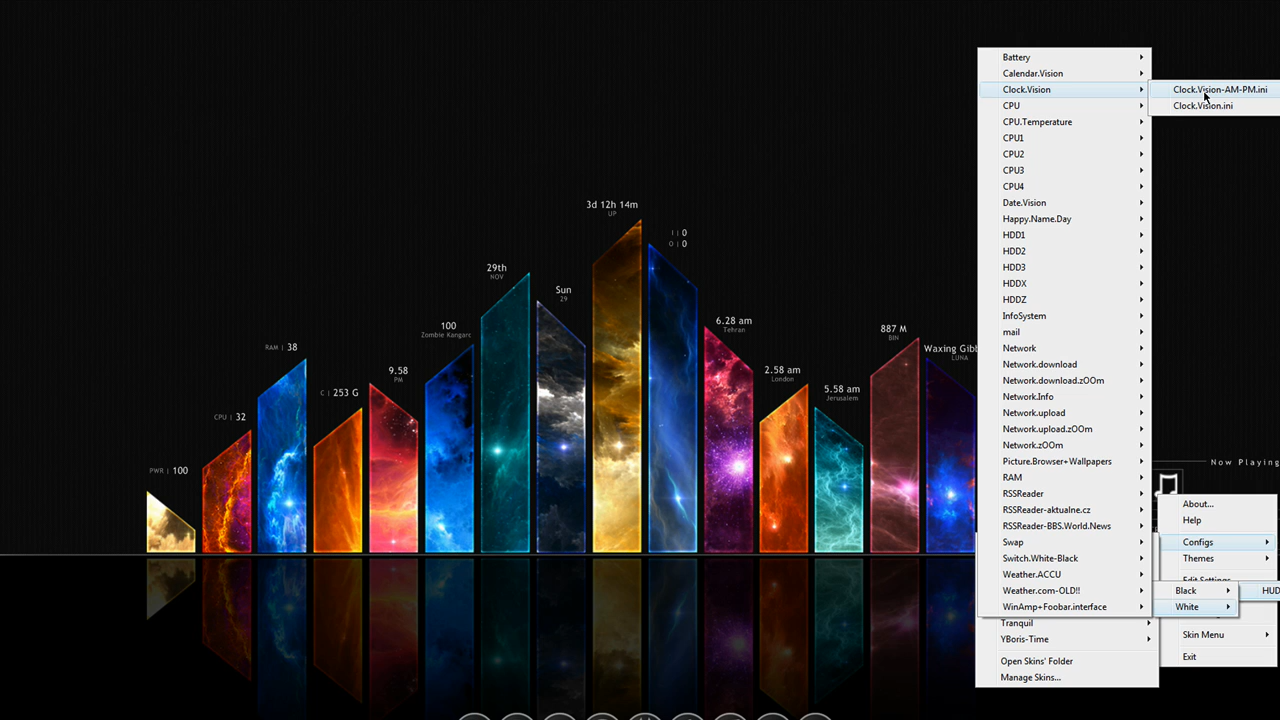 3d 12h 14m
UP
I | 0
O | 0
29th
NOV
Sun
29
6.28 am
Tehran
100
Zombie Kangarc
887 M
BIN
RAM | 38
Waxing Gibb
LUNA
9.58
PM
2.58 am
London
C | 253 G
5.58 am
Jerusalem
CPU | 32
PWR | 100
Battery
Calendar.Vision
Clock.Vision
CPU
CPU.Temperature
CPU1
CPU2
CPU3
CPU4
Date.Vision
Happy.Name.Day
HDD1
HDD2
HDD3
HDDX
HDDZ
InfoSystem
mail
Network
Network.download
Network.download.zOOm
Network.Info
Network.upload
Network.upload.zOOm
Network.zOOm
Picture.Browser+Wallpapers
RAM
RSSReader
RSSReader-aktualne.cz
RSSReader-BBS.World.News
Swap
Switch.White-Black
Weather.ACCU
Weather.com-OLD!!
WinAmp+Foobar.interface
Tranquil
YBoris-Time
Open Skins' Folder
Manage Skins...
Clock.Vision-AM-PM.ini
Clock.Vision.ini
Now Playing
About...
Help
Configs
Themes
Edit Settings
Black
White
HUD
Skin Menu
Exit